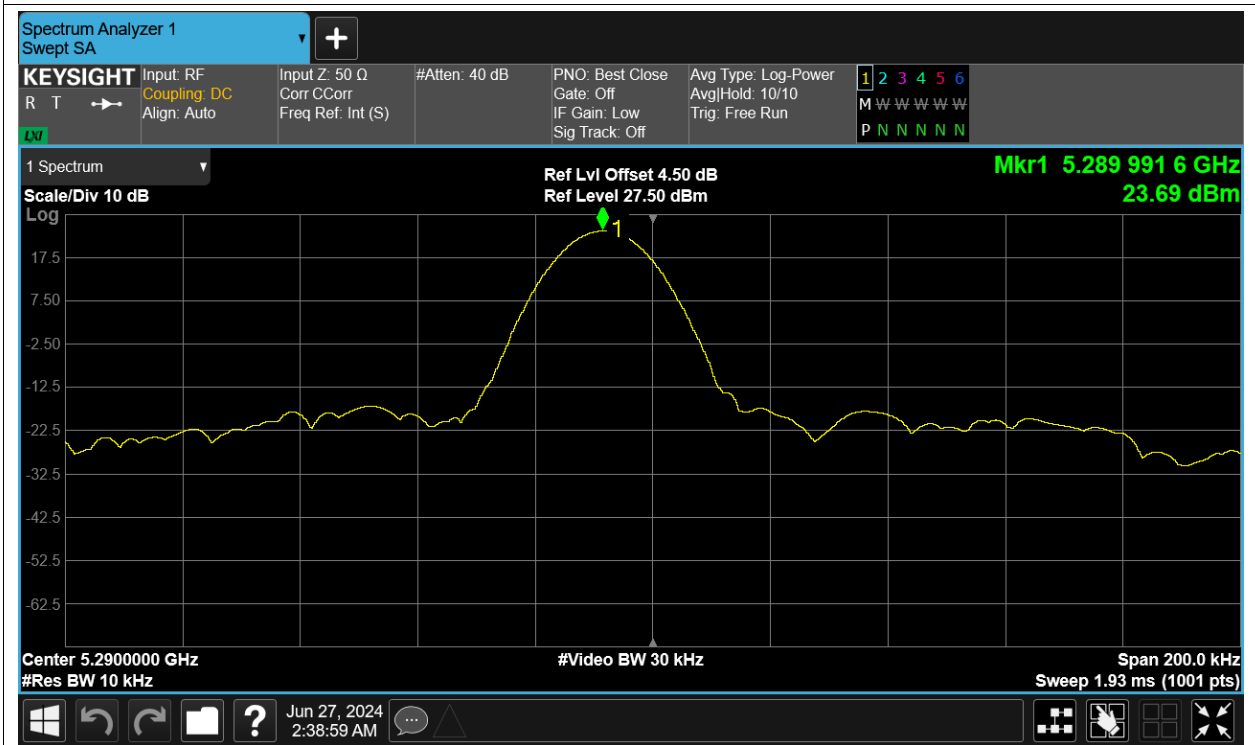 Spectrum Analyzer 1
Swept SA
+
KEYSIGHT
R T
LXI
Input: RF
Coupling: DC
Align: Auto
Input Z: 50 Ω
Corr CCorr
Freq Ref: Int (S)
#Atten: 40 dB
PNO: Best Close
Gate: Off
IF Gain: Low
Sig Track: Off
Avg Type: Log-Power
Avg|Hold: 10/10
Trig: Free Run
1 2 3 4 5 6
M W W W W W
P N N N N N
1 Spectrum
Scale/Div 10 dB
Log
Ref Lvl Offset 4.50 dB
Ref Level 27.50 dBm
Mkr1 5.289 991 6 GHz
23.69 dBm
1
17.5
7.50
-2.50
-12.5
-22.5
-32.5
-42.5
-52.5
-62.5
Center 5.2900000 GHz
#Res BW 10 kHz
#Video BW 30 kHz
Span 200.0 kHz
Sweep 1.93 ms (1001 pts)
?
Jun 27, 2024
2:38:59 AM